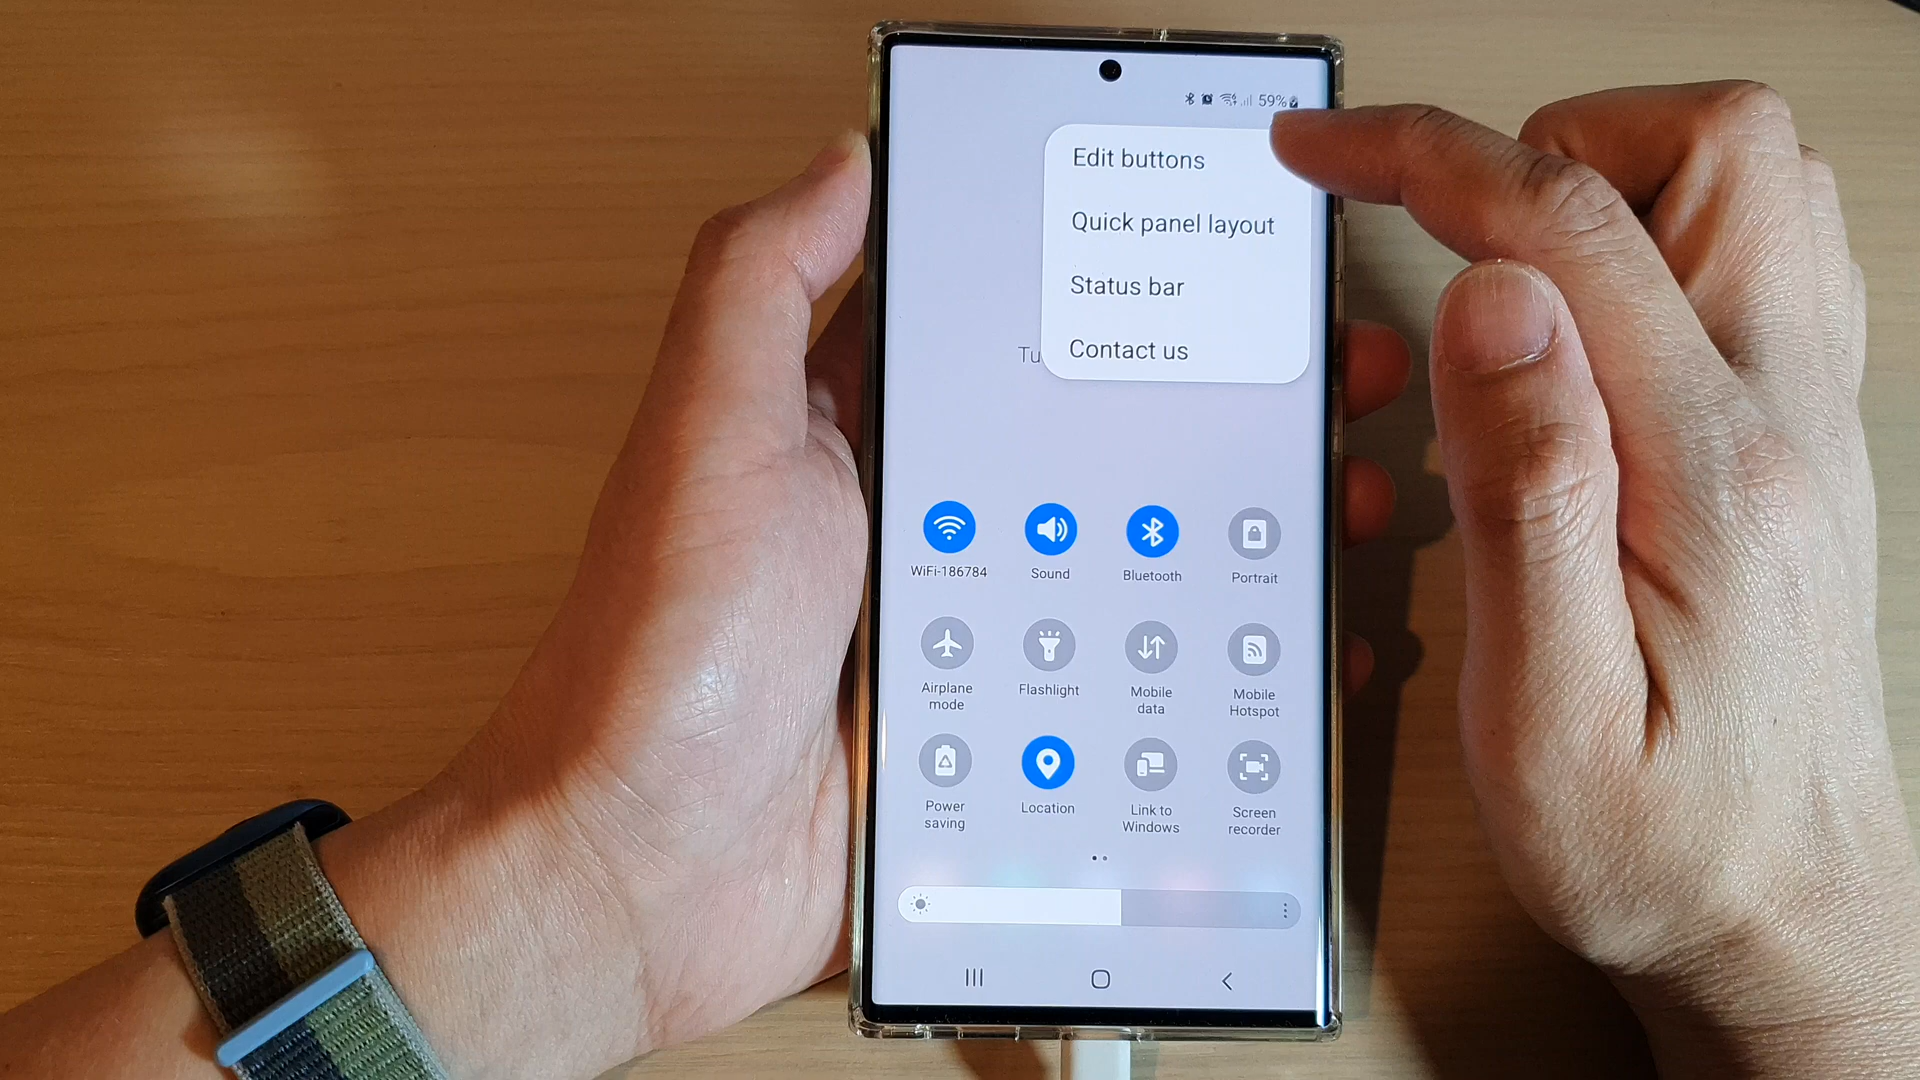 59%
Edit buttons
Quick panel layout
Status bar
Tu
Contact us
WiFi-186784
Sound
Bluetooth
Portrait
Airplane
mode
Flashlight
Mobile
data
Mobile
Hotspot
Power
saving
Location
Link to
Windows
Screen
recorder